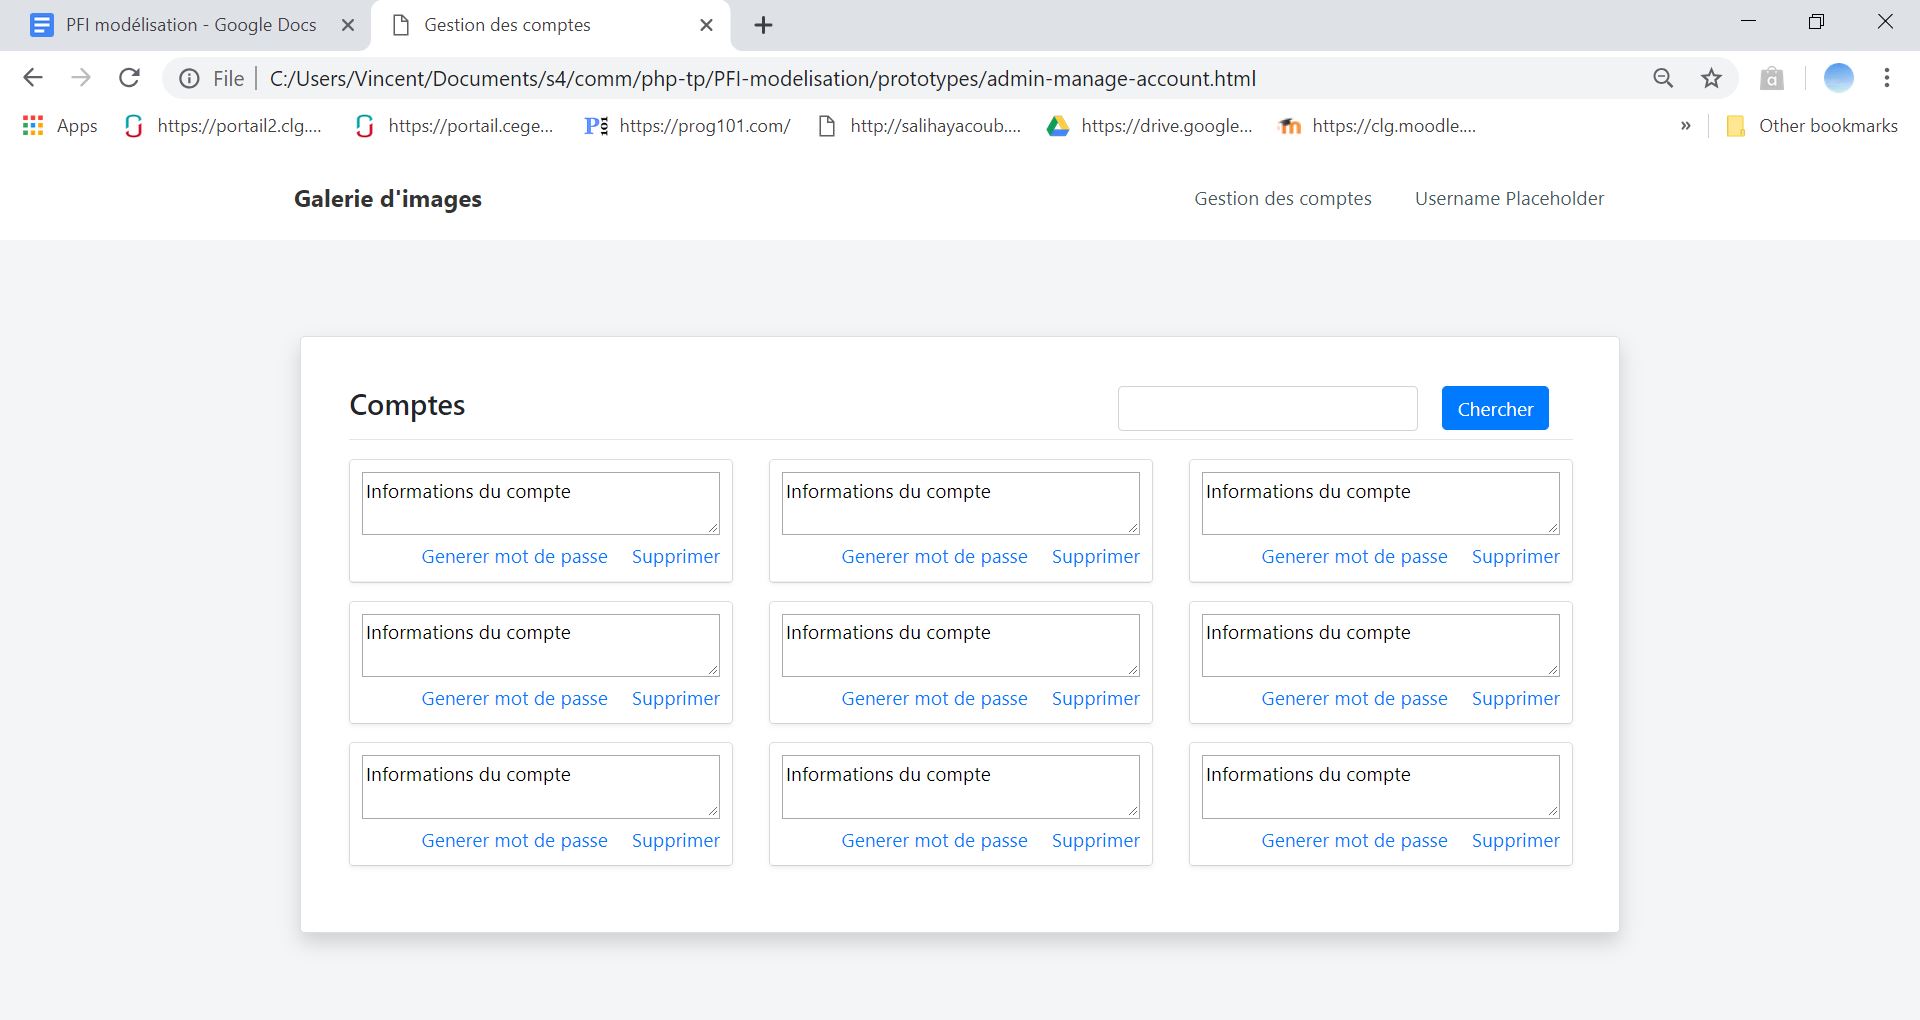 PFI modélisation - Google Docs
Gestion des comptes
File C:/Users/Vincent/Documents/s4/comm/php-tp/PFI-modelisation/prototypes/admin-manage-account.html
Apps https://portail2.clg.... https://portail.cege... https://prog101.com/ http://salihayacoub.... https://drive.google... https://clg.moodle.... » Other bookmarks
Galerie d'images Gestion des comptes Username Placeholder
Comptes Chercher
Informations du compte Informations du compte Informations du compte
Generer mot de passe Supprimer Generer mot de passe Supprimer Generer mot de passe Supprimer
Informations du compte Informations du compte Informations du compte
Generer mot de passe Supprimer Generer mot de passe Supprimer Generer mot de passe Supprimer
Informations du compte Informations du compte Informations du compte
Generer mot de passe Supprimer Generer mot de passe Supprimer Generer mot de passe Supprimer